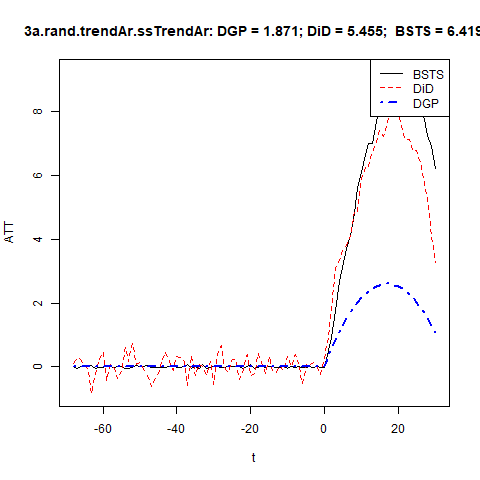 3a.rand.trendAr.ssTrendAr: DGP = 1.871; DiD = 5.455;  BSTS = 6.419
BSTS
DiD
DGP
8
6
4
2
0
ATT
-60 -40 -20 0 20
t